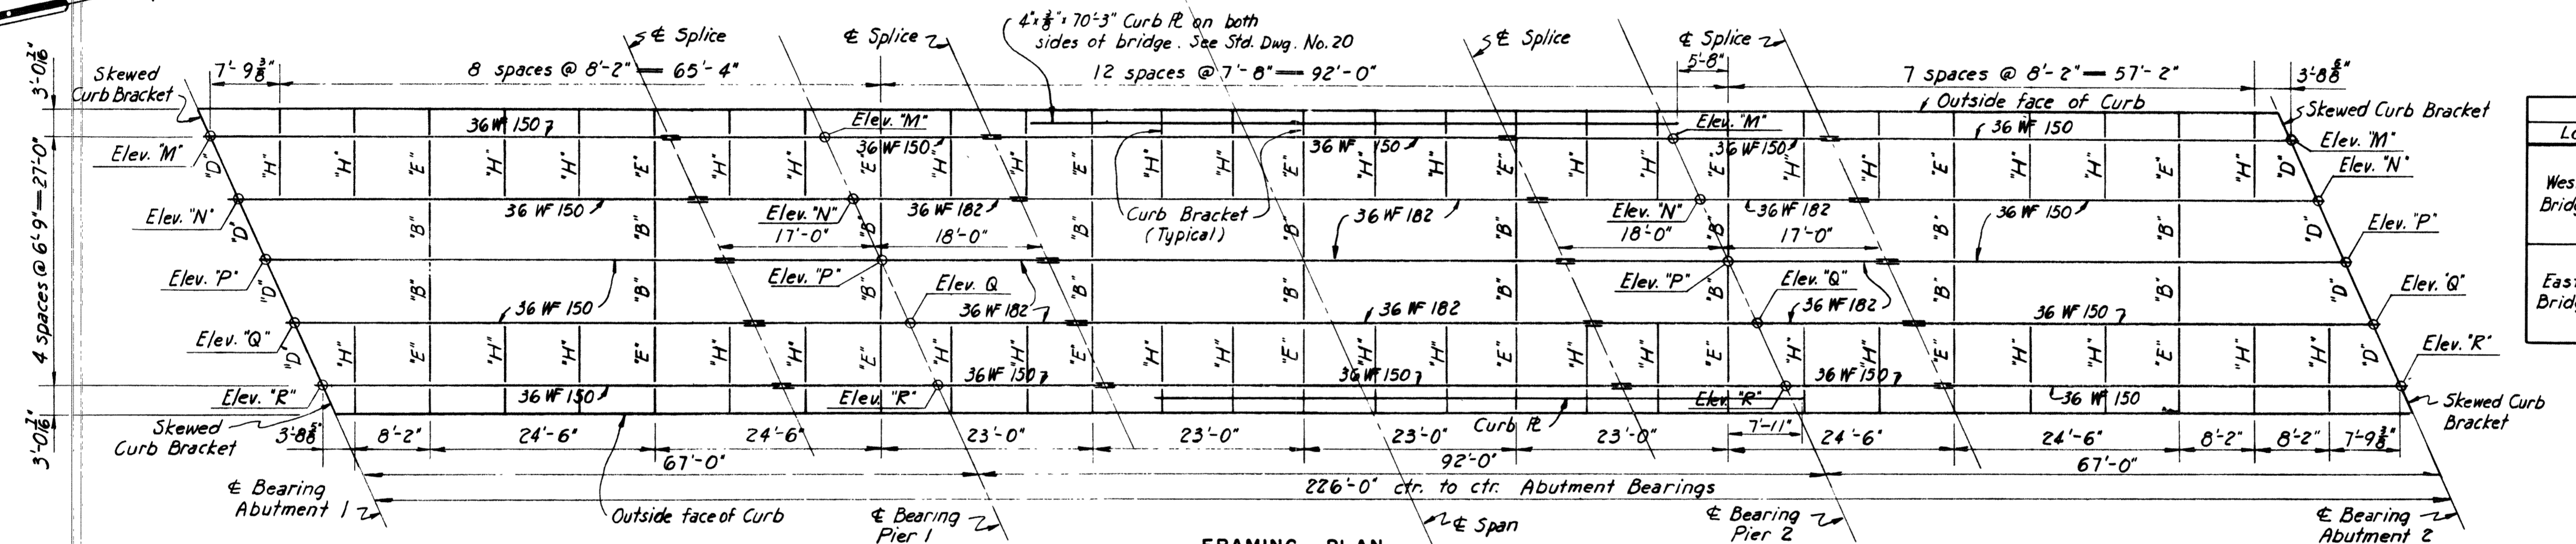 4"x 3/8"x 70'-3" Curb PL on both
sides of bridge. See Std. Dwg. No. 20
℄ Splice
℄ Splice
℄ Splice
℄ Splice
3'-0 7/16"
Skewed
Curb Bracket
7'-9 3/8"
8 spaces @ 8'-2" = 65'-4"
12 spaces @ 7'-8" = 92'-0"
5'-8"
7 spaces @ 8'-2" = 57'-2"
3'-8 5/8"
Outside face of Curb
Skewed Curb Bracket
36 WF 150
Elev. "M"
Elev. "M"
36 WF 150
Elev. "M"
36 WF 150
36 WF 150
36 WF 150
Elev. "M"
4 spaces @ 6'-9" = 27'-0"
"D" "H" "H" "E" "H" "H" "E" "H" "H" "E" "H" "H" "E" "H" "H" "E" "H" "H" "E" "H" "H" "E" "H" "H" "E" "H" "H" "E" "H" "D"
Elev. "N"
Elev. "N"
36 WF 150
Elev. "N"
36 WF 182
Curb Bracket
(Typical)
36 WF 182
Elev. "N"
36 WF 182
36 WF 150
"D" "B" "B" "B" "B" "B" "B" "B" "B" "B" "D"
17'-0"
18'-0"
18'-0"
17'-0"
Elev. "P"
Elev. "P"
Elev. "P"
Elev. "P"
"D" "B" "B" "B" "B" "B" "B" "B" "B" "B" "D"
Elev. Q
Elev. "Q"
Elev. "Q"
36 WF 150
36 WF 182
36 WF 182
36 WF 182
36 WF 150
Elev. "Q"
"D" "H" "E" "H" "H" "E" "H" "H" "E" "H" "H" "E" "H" "H" "E" "H" "H" "E" "H" "H" "E" "H" "H" "E" "H" "H" "E" "H" "H" "D"
Elev. "R"
36 WF 150
36 WF 150
36 WF 150
Elev. "R"
36 WF 150
Elev. "R"
Elev. "R"
36 WF 150
3'-0 7/16"
Skewed
Curb Bracket
Curb PL
Skewed Curb
Bracket
3'-8 5/8"
8'-2"
24'-6"
24'-6"
23'-0"
23'-0"
23'-0"
23'-0"
7'-11"
24'-6"
24'-6"
8'-2"
8'-2"
7'-9 3/8"
67'-0"
92'-0"
67'-0"
226'-0" ctr. to ctr. Abutment Bearings
℄ Bearing
Abutment 1
Outside face of Curb
℄ Bearing
Pier 1
℄ Span
℄ Bearing
Pier 2
℄ Bearing
Abutment 2
FRAMING PLAN